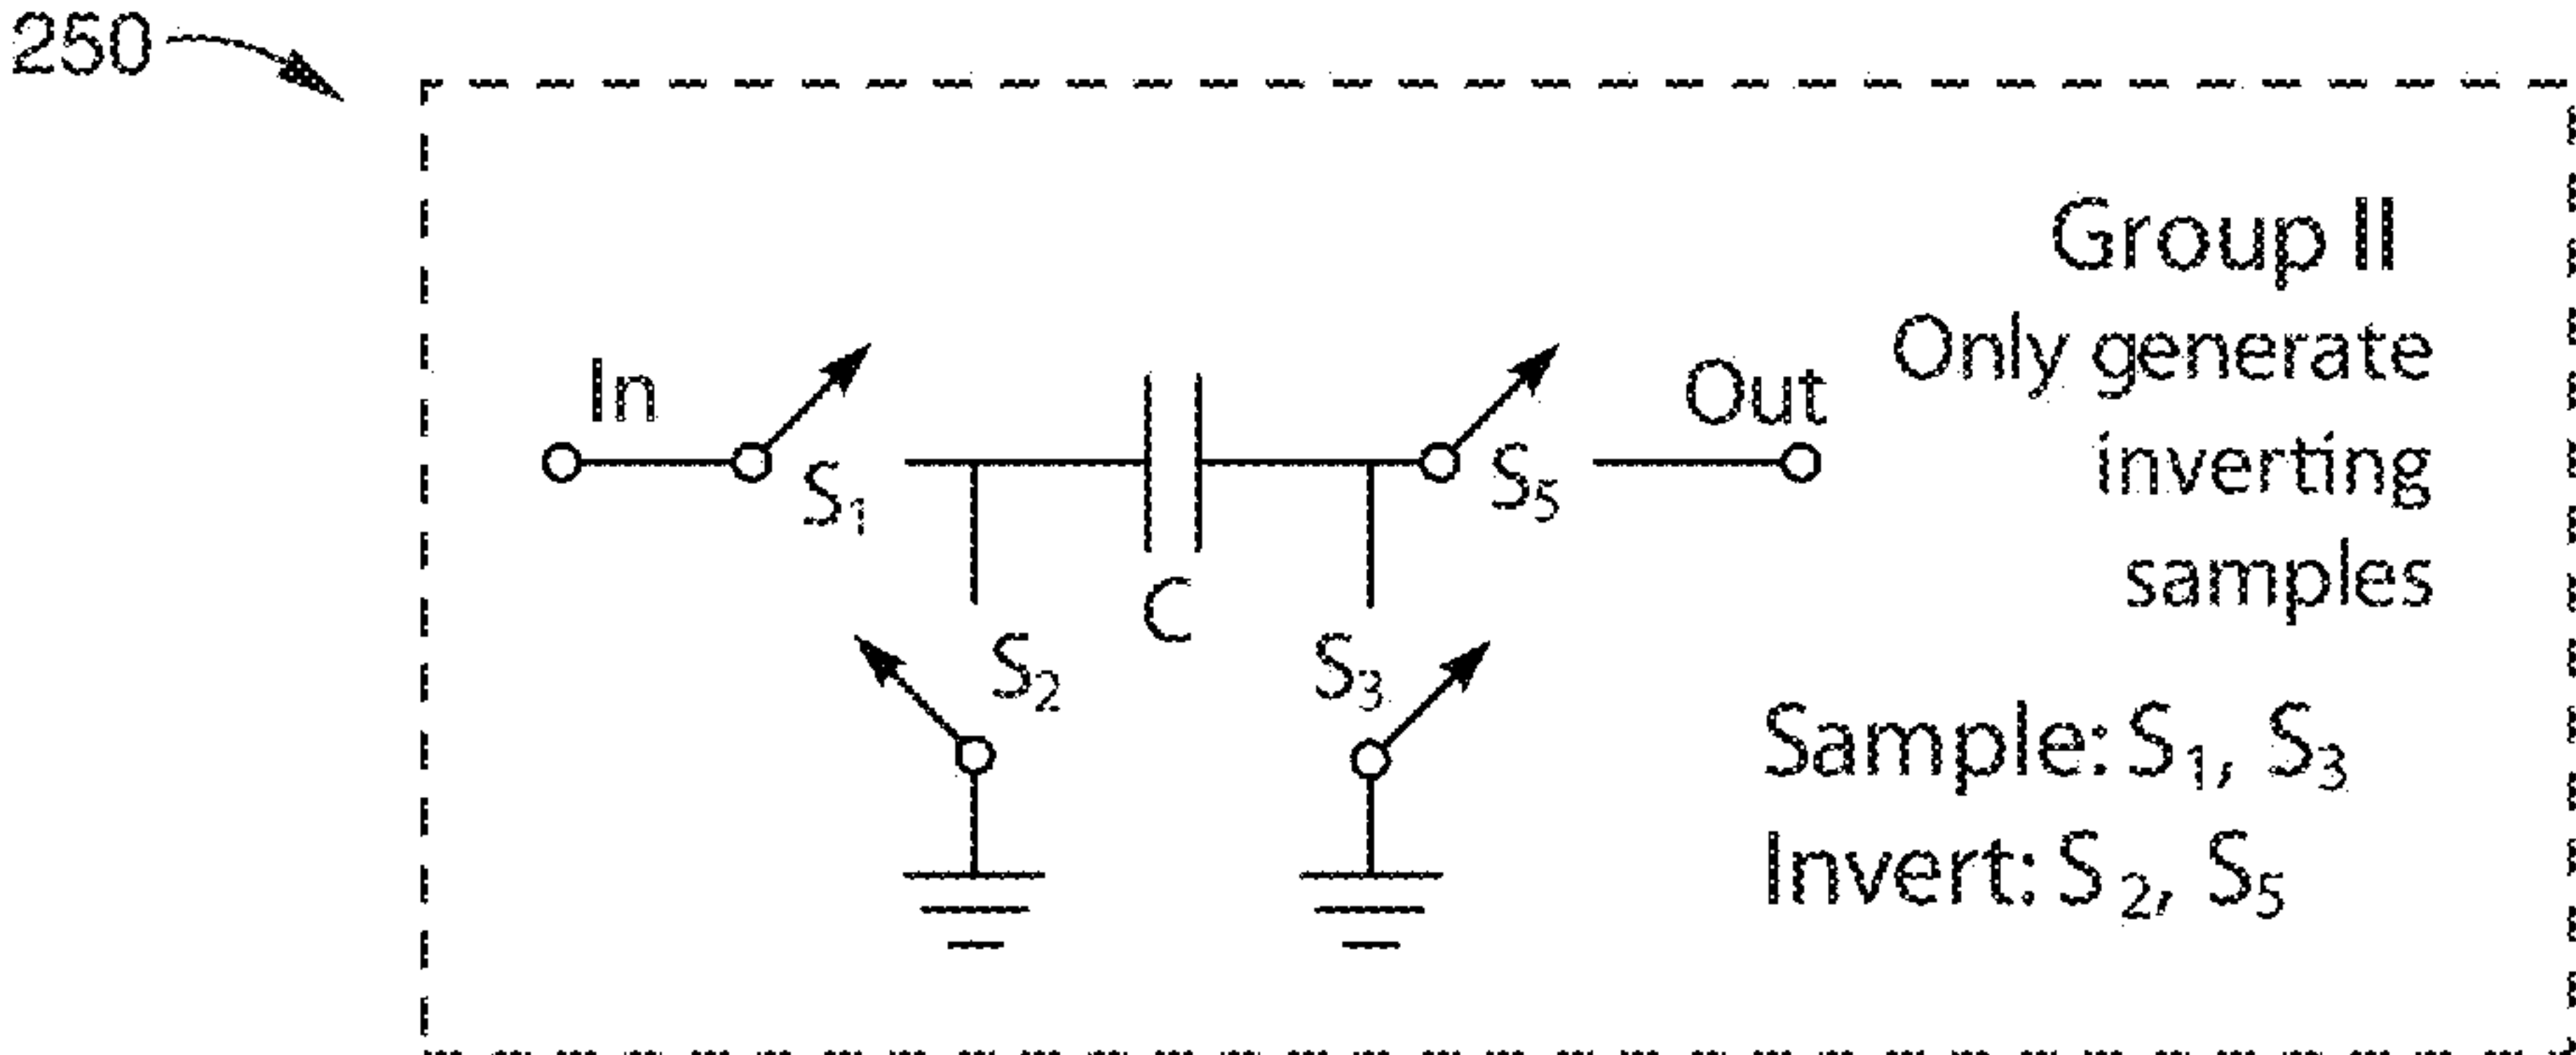 250
Group II
Only generate
inverting
samples
In
S₁
C
S₅
Out
S₂
S₃
Sample: S₁, S₃
Invert: S₂, S₅